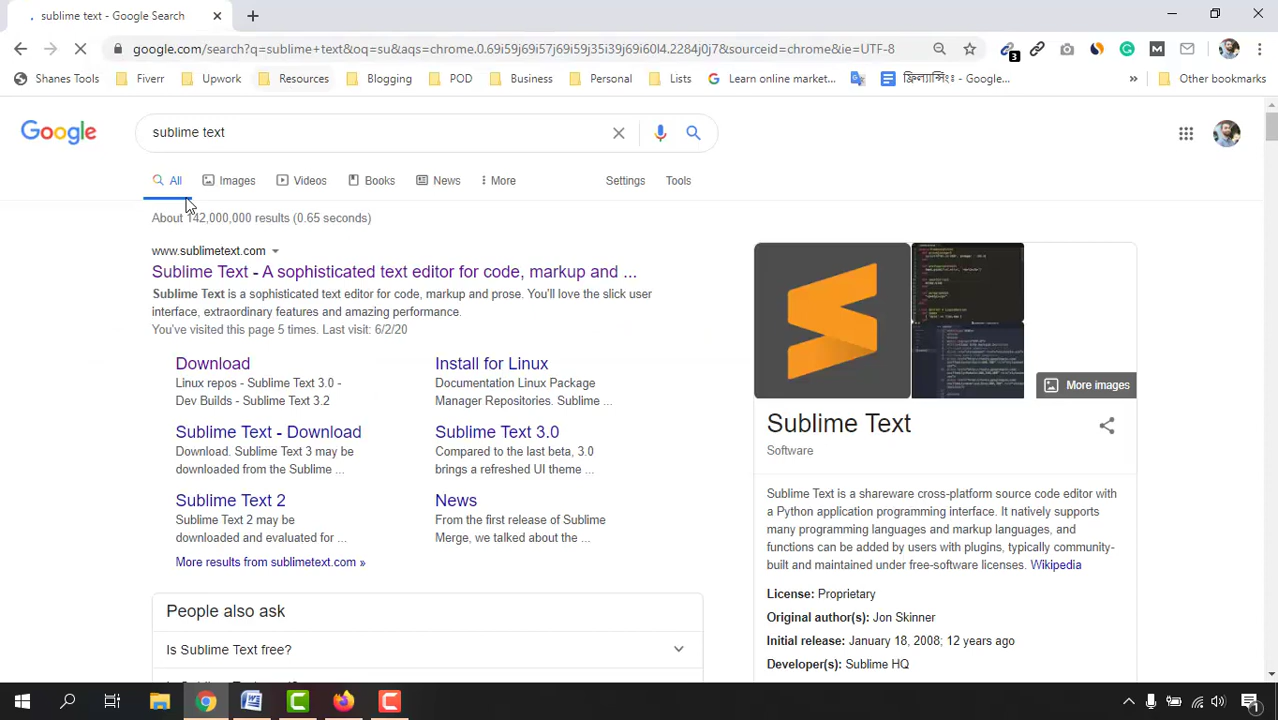 sublime text - Google Search
google.com/search?q=sublime+text&oq=su&aqs=chrome.0.69i59j69i57j69i59j35i39j69i60l4.2284j0j7&sourceid=chrome&ie=UTF-8
3
M
Shanes Tools
Fiverr
Upwork
Resources
Blogging
POD
Business
Personal
Lists
Learn online market...
ফ্রিল্যান্সিংঃ - Google...
»
Other bookmarks
Google
sublime text
All
Images
Videos
Books
News
More
Settings
Tools
About 142,000,000 results (0.65 seconds)
www.sublimetext.com
Sublime Text: A sophisticated text editor for code, markup and ...
Sublime Text is a sophisticated text editor for code, markup and prose. You'll love the slick user
interface, extraordinary features and amazing performance.
You've visited this page 5 times. Last visit: 6/2/20
Download
Linux repos - Sublime Text 3.0 -
Dev Builds - Sublime Text 3.2
Install for Linux
Documentation Linux Package
Manager Repositories. Sublime ...
Sublime Text - Download
Download. Sublime Text 3 may be
downloaded from the Sublime ...
Sublime Text 3.0
Compared to the last beta, 3.0
brings a refreshed UI theme ...
Sublime Text 2
Sublime Text 2 may be
downloaded and evaluated for ...
News
From the first release of Sublime
Merge, we talked about the ...
More results from sublimetext.com »
People also ask
Is Sublime Text free?
More images
Sublime Text
Software
Sublime Text is a shareware cross-platform source code editor with
a Python application programming interface. It natively supports
many programming languages and markup languages, and
functions can be added by users with plugins, typically community-
built and maintained under free-software licenses. Wikipedia
License: Proprietary
Original author(s): Jon Skinner
Initial release: January 18, 2008; 12 years ago
Developer(s): Sublime HQ